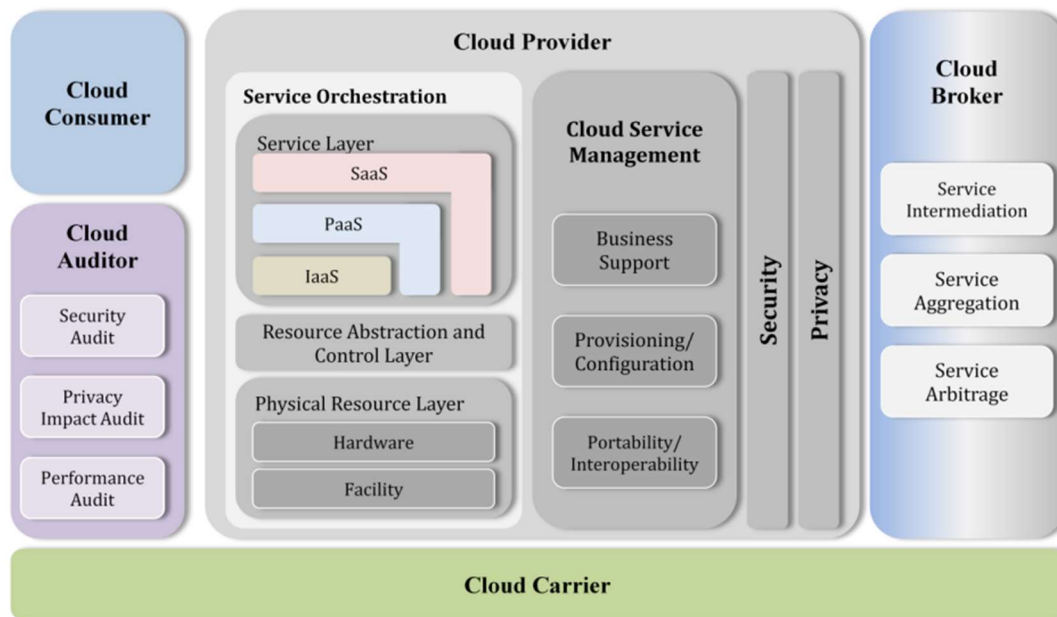 Cloud
Consumer
Cloud
Auditor
Security
Audit
Privacy
Impact Audit
Performance
Audit
Cloud Provider
Service Orchestration
Service Layer
SaaS
PaaS
IaaS
Resource Abstraction and
Control Layer
Physical Resource Layer
Hardware
Facility
Cloud Service
Management
Business
Support
Provisioning/
Configuration
Portability/
Interoperability
Security
Privacy
Cloud
Broker
Service
Intermediation
Service
Aggregation
Service
Arbitrage
Cloud Carrier